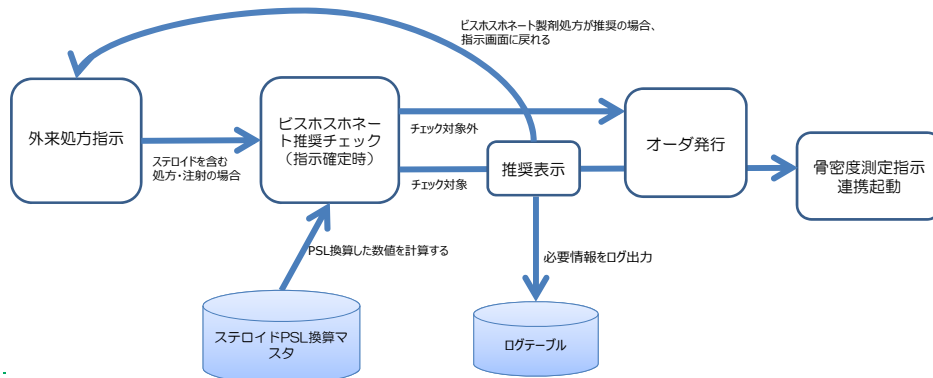 ビスホスホネート製剤処方が推奨の場合、
指示画面に戻れる
外来処方指示
ステロイドを含む
処方・注射の場合
ビスホスホネ
ート推奨チェック
（指示確定時）
チェック対象外
チェック対象
推奨表示
オーダ発行
骨密度測定指示
連携起動
PSL換算した数値を計算する
必要情報をログ出力
ステロイドPSL換算マ
スタ
ログテーブル